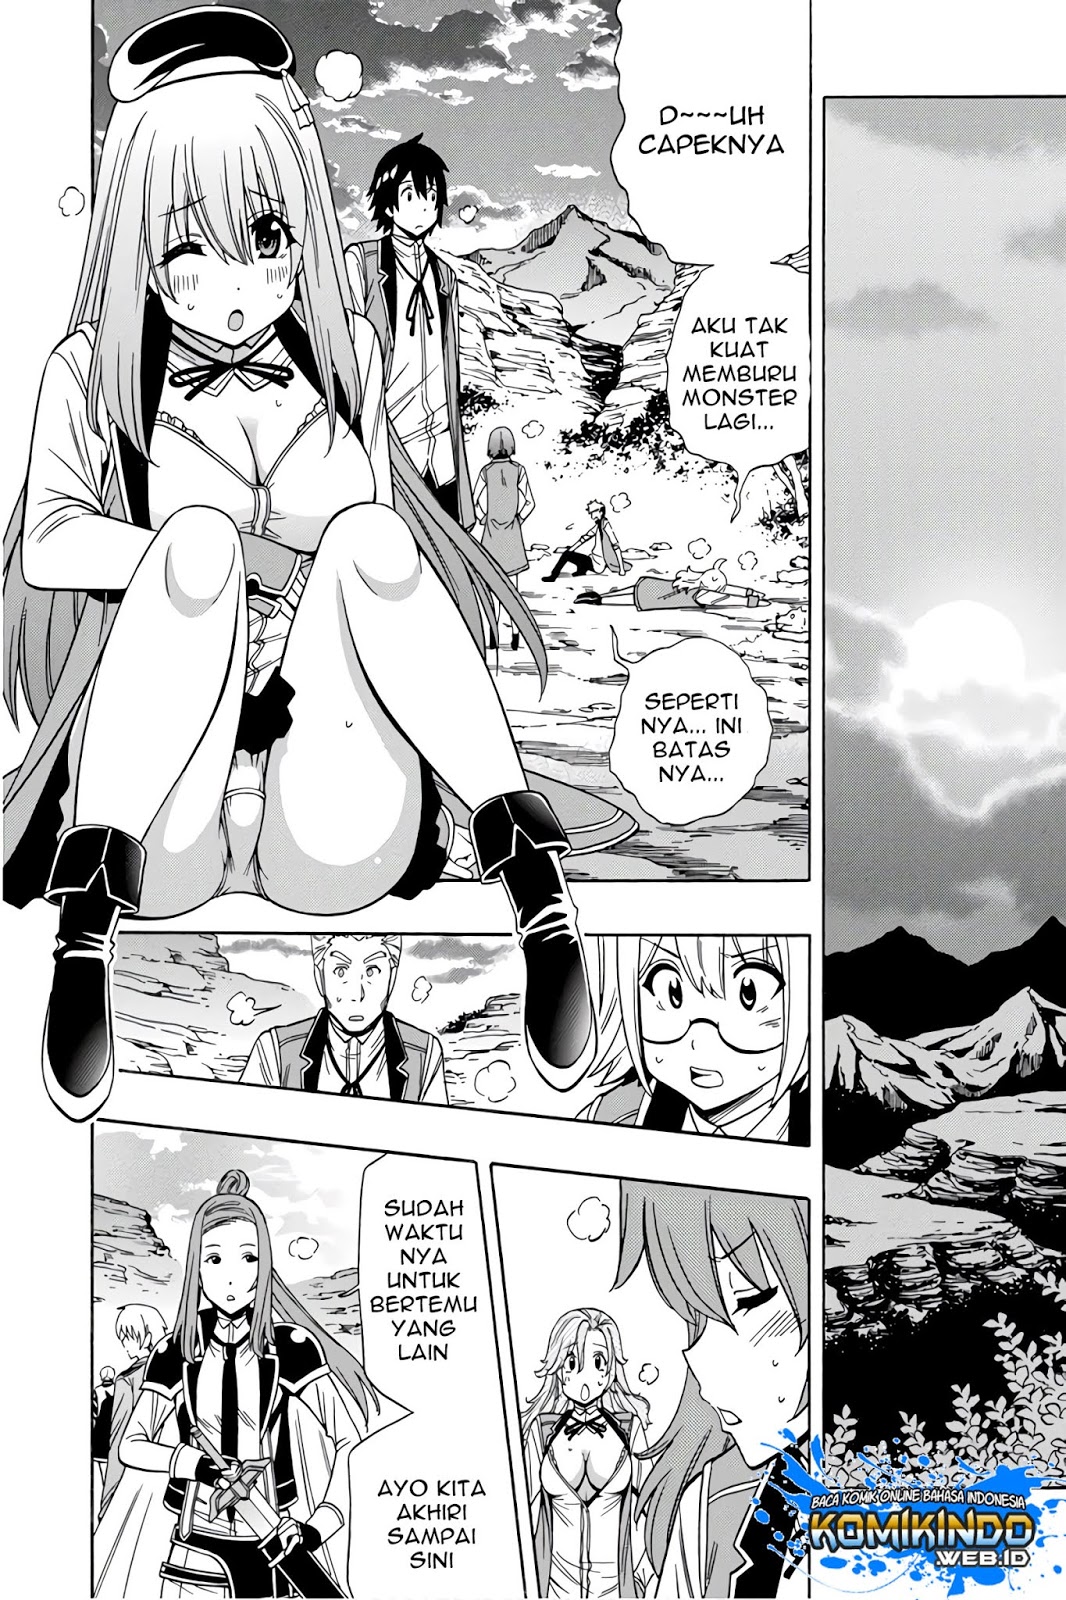 D~~~UH
CAPEKNYA
AKU TAK
KUAT
MEMBURU
MONSTER
LAGI...
SEPERTI
NYA... INI
BATAS
NYA...
SUDAH
WAKTU
NYA
UNTUK
BERTEMU
YANG
LAIN
AYO KITA
AKHIRI
SAMPAI
SINI
BACA KOMIK ONLINE BAHASA INDONESIA
KOMIKINDO
.WEB.ID